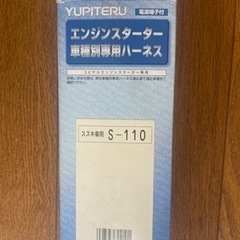 YUPITERU
電源端子付
エンジンスターター
車種別専用ハーネス
ユピテルエンジンスターター専用
スズキ車用 S-110